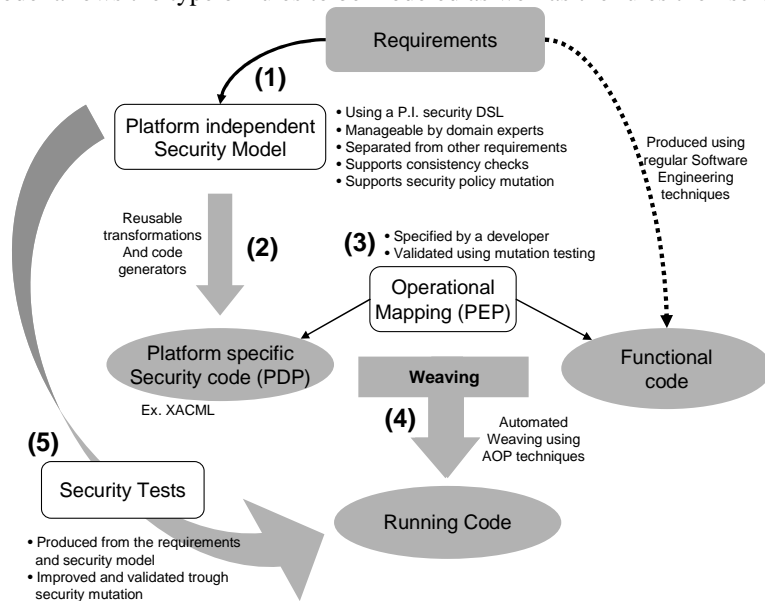 Requirements
(1)
Platform independent
Security Model
• Using a P.I. security DSL
• Manageable by domain experts
• Separated from other requirements
• Supports consistency checks
• Supports security policy mutation
Produced using
regular Software
Engineering
techniques
Reusable
transformations
And code
generators
(2)
(3)
• Specified by a developer
• Validated using mutation testing
Operational
Mapping (PEP)
Platform specific
Security code (PDP)
Ex. XACML
Weaving
Functional
code
(4)
Automated
Weaving using
AOP techniques
(5)
Security Tests
Running Code
• Produced from the requirements
and security model
• Improved and validated trough
security mutation